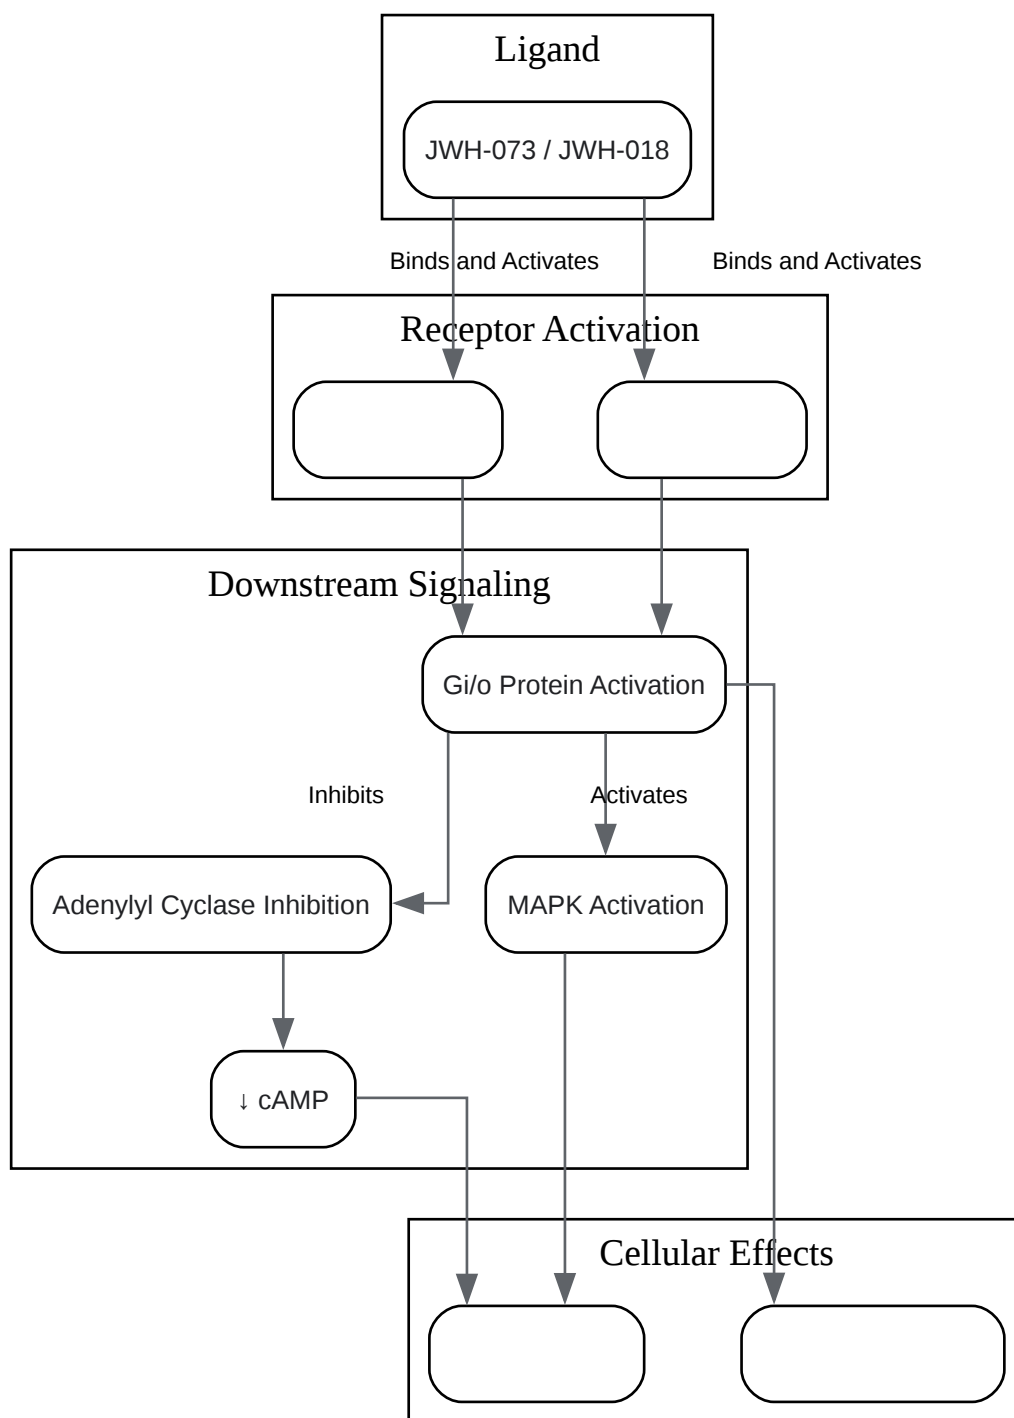 Ligand
JWH-073 / JWH-018
Binds and Activates
Binds and Activates
Receptor Activation
Downstream Signaling
Gi/o Protein Activation
Inhibits
Activates
Adenylyl Cyclase Inhibition
MAPK Activation
↓ cAMP
Cellular Effects